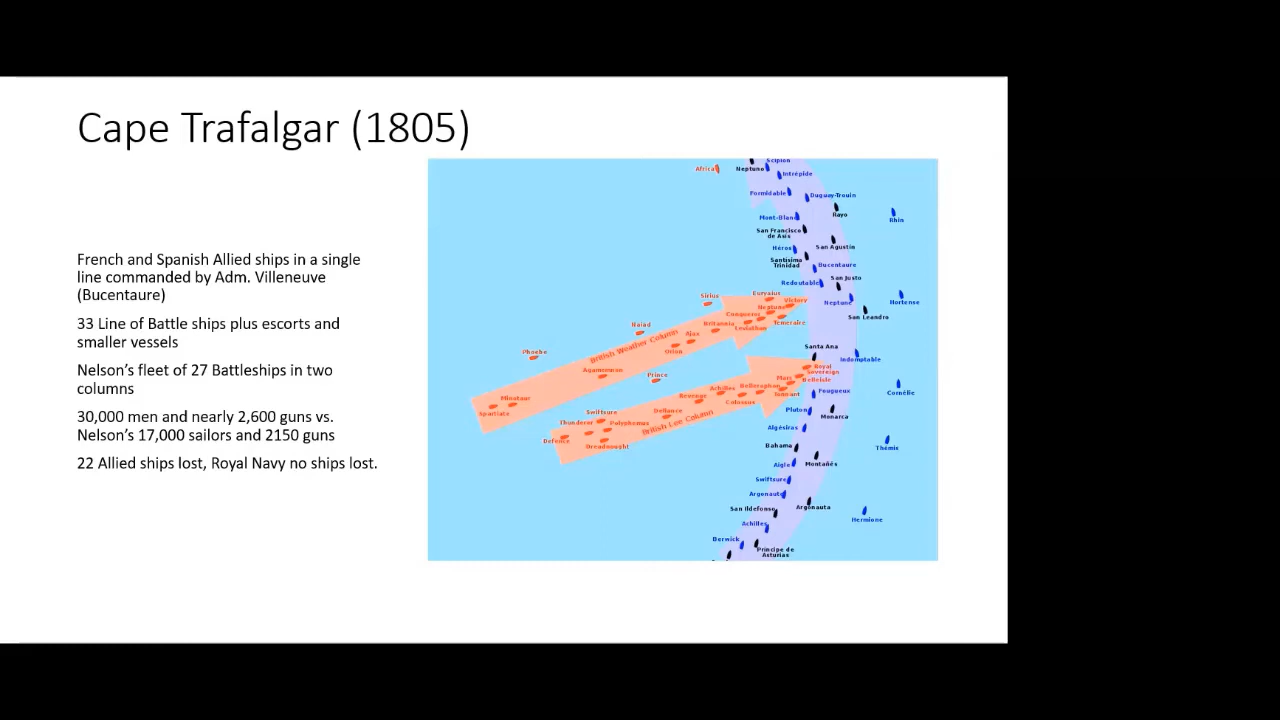 Cape Trafalgar (1805)
French and Spanish Allied ships in a single
line commanded by Adm. Villeneuve
(Bucentaure)
33 Line of Battle ships plus escorts and
smaller vessels
Nelson's fleet of 27 Battleships in two
columns
30,000 men and nearly 2,600 guns vs.
Nelson's 17,000 sailors and 2150 guns
22 Allied ships lost, Royal Navy no ships lost.
Scipion
Africa
Neptuno
Intrépide
Formidable
Duguay-Trouin
Rayo
Rhin
Mont-Blanc
San Francisco
de Asis
San Agustín
Héros
Santísima
Trinidad
Bucentaure
San Justo
Redoutable
Neptune
Hortense
San Leandro
Sirius
Euryalus
Victory
Neptune
Conqueror
Temeraire
Britannia
Leviathan
Naiad
Ajax
Orion
British Weather Column
Phoebe
Agamemnon
Prince
Minotaur
Spartiate
Santa Ana
Indomptable
Royal
Sovereign
Mars
Belleisle
Bellerophon
Tonnant
Achilles
Colossus
Revenge
Fougueux
Cornélie
Defiance
British Lee Column
Swiftsure
Thunderer
Polyphemus
Defence
Dreadnought
Pluton
Monarca
Algésiras
Bahama
Thémis
Aigle
Montañés
Swiftsure
Argonaute
San Ildefonso
Argonauta
Hermione
Achilles
Berwick
Principe de
Asturias